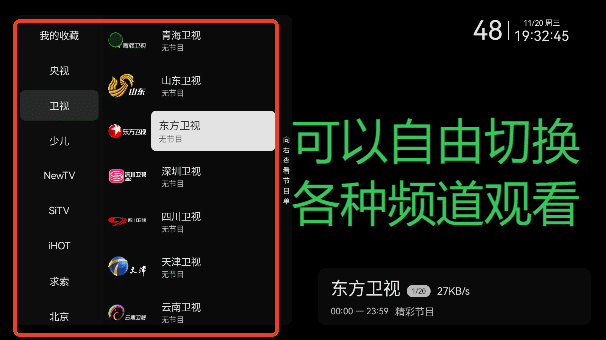 我的收藏
央视
卫视
少儿
NewTV
SiTV
iHOT
求索
北京
青海卫视
青海卫视
无节目
山东
山东卫视
无节目
东方卫视
东方卫视
无节目
深圳卫视
深圳卫视
无节目
四川卫视
无节目
天津
天津卫视
无节目
云南卫视
云南卫视
无节目
向右查看节目单
48
11/20 周三
19:32:45
可以自由切换
各种频道观看
东方卫视 1/20 27KB/s
00:00 — 23:59 精彩节目